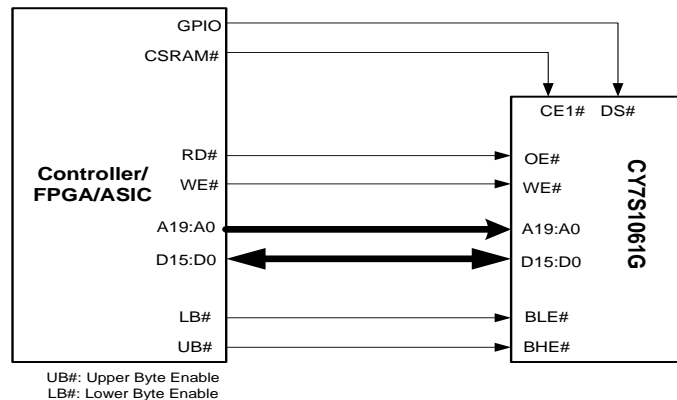 GPIO
CSRAM#
CE1# DS#
Controller/
FPGA/ASIC
RD#
WE#
A19:A0
D15:D0
LB#
UB#
OE#
WE#
A19:A0
D15:D0
BLE#
BHE#
CY7S1061G
UB#: Upper Byte Enable
LB#: Lower Byte Enable